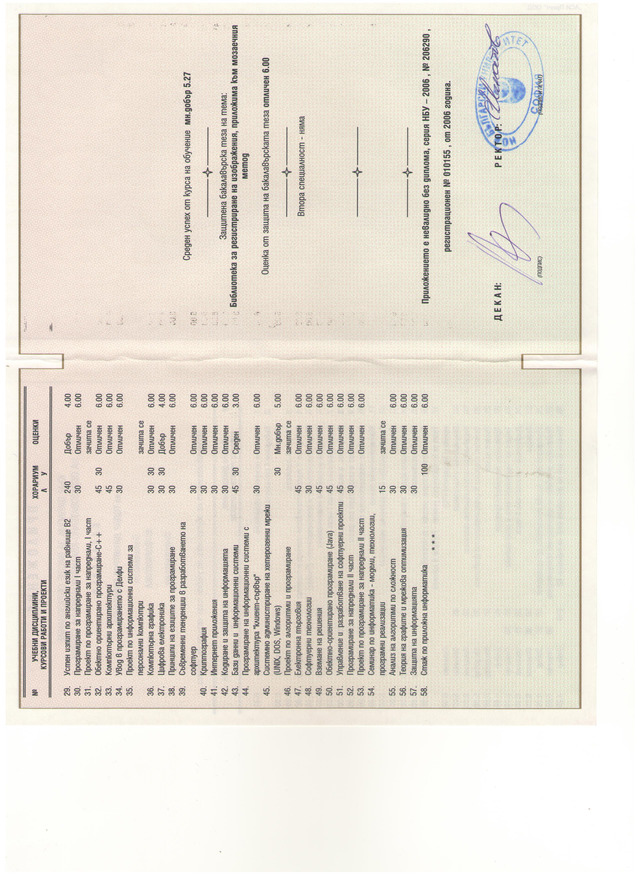 № УЧЕБНИ ДИСЦИПЛИНИ, ХОРАРИУМ ОЦЕНКИ
КУРСОВИ РАБОТИ И ПРОЕКТИ Л У
29. Устен изпит по английски език на равнище B2 240 Добър 4.00
30. Програмиране за напреднали I част 30 Отличен 6.00
31. Проект по програмиране за напреднали, I част зачита се
32. Обектно ориентирано програмиране-C++ 45 30 Отличен 6.00
33. Компютърни архитектури 45 Отличен 6.00
34. Увод в програмирането с Делфи 30 Отличен 6.00
35. Проект по информационни системи за
персонални компютри зачита се
36. Компютърна графика 30 30 Отличен 6.00
37. Цифрова електроника 30 30 Добър 4.00
38. Принципи на езиците за програмиране 30 Отличен 6.00
39. Съвременни тенденции в разработването на
софтуер 30 Отличен 6.00
40. Криптография 30 Отличен 6.00
41. Интернет приложения 30 30 Отличен 6.00
42. Кодиране и защита на информацията 30 Отличен 6.00
43. Бази данни и информационни системи 45 30 Среден 3.00
44. Програмиране на информационни системи с
архитектура "клиент-сървър" 30 Отличен 6.00
45. Системно администриране на хетерогенни мрежи
(UNIX, DOS, Windows) 30 Мн.добър 5.00
46. Проект по алгоритми и програмиране зачита се
47. Електронна търговия 45 Отличен 6.00
48. Софтуерни технологии 30 Отличен 6.00
49. Вземане на решения 45 Отличен 6.00
50. Обектно-ориентирано програмиране (Java) 45 Отличен 6.00
51. Управление и разработване на софтуерни проекти 45 Отличен 6.00
52. Програмиране за напреднали II част 30 Отличен 6.00
53. Проект по програмиране за напреднали II част Отличен 6.00
54. Семинар по информатика - модели, технологии,
програмни реализации 15 зачита се
55. Анализ на алгоритми по сложност 30 Отличен 6.00
56. Теория на графите и мрежова оптимизация 30 Отличен 6.00
57. Защита на информацията 30 Отличен 6.00
58. Стаж по приложна информатика 100 Отличен 6.00
* * *
Среден успех от курса на обучение мн.добър 5.27
Защитена бакалавърска теза на тема:
Библиотека за регистриране на изображения, приложима към мозаечния
метод
Оценка от защита на бакалавърската теза отличен 6.00
Втора специалност - няма
Приложението е невалидно без диплома, серия НБУ – 2006 , № 206290 ,
регистрационен № 010155 , от 2006 година.
ДЕКАН: РЕКТОР:
(подпис)
НОВ БЪЛГАРСКИ УНИВЕРСИТЕТ
СОФИЯ